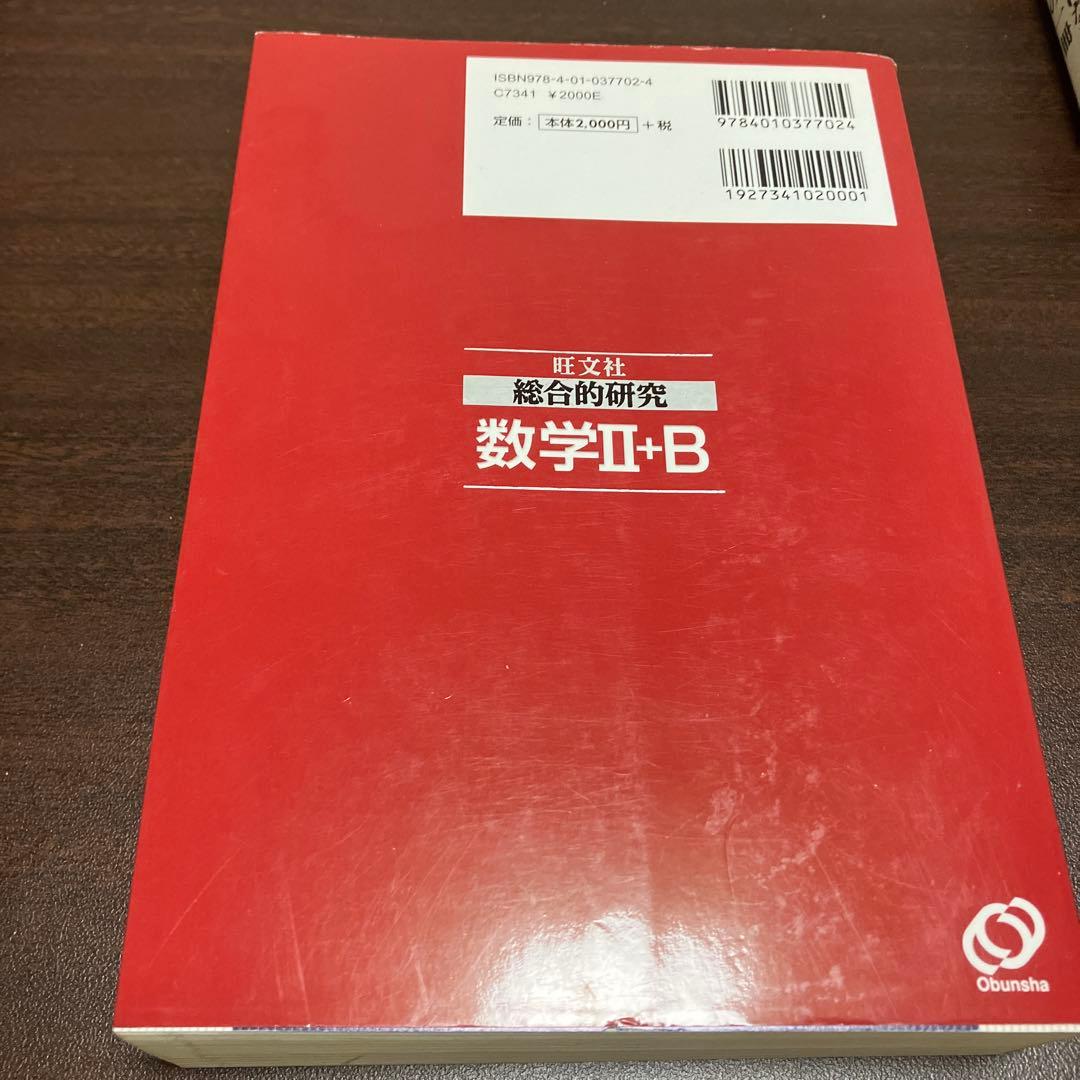 ISBN978-4-01-037702-4
C7341 ¥2000E
定価: 本体2,000円 +税
9784010377024
1927341020001
旺文社
総合的研究
数学II+B
Obunsha